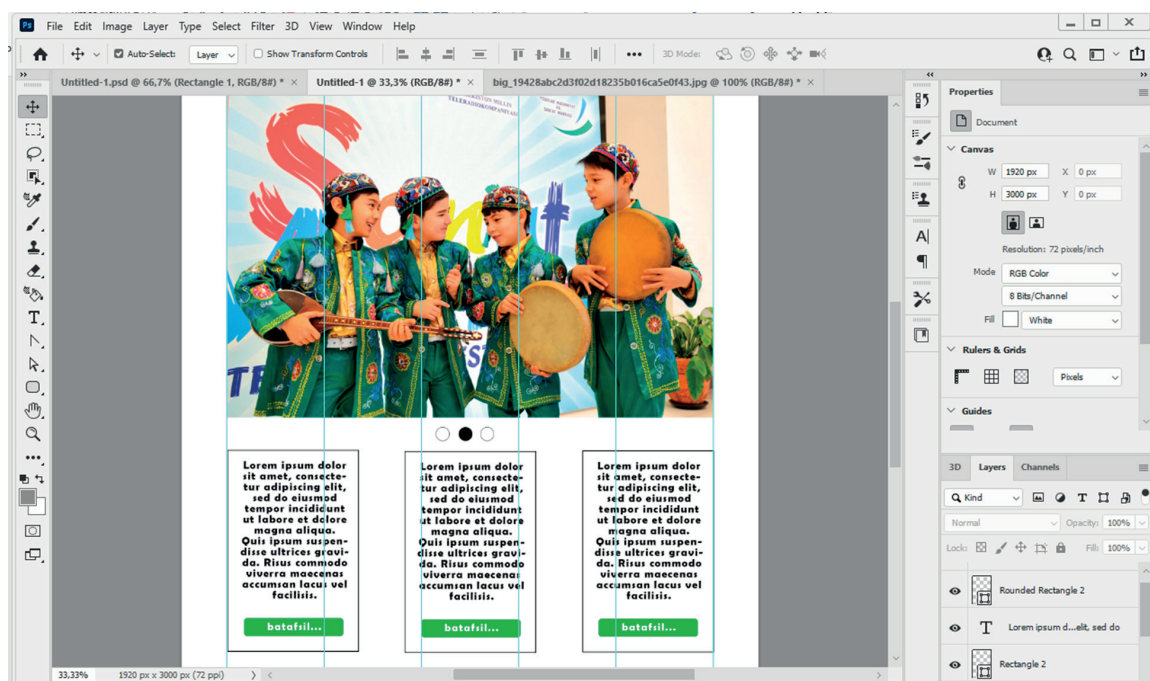 Ps File Edit Image Layer Type Select Filter 3D View Window Help
Auto-Select: Layer Show Transform Controls 3D Mode:
Untitled-1.psd @ 66,7% (Rectangle 1, RGB/8#) * × Untitled-1 @ 33,3% (RGB/8#) * × big_19428abc2d3f02d18235b016ca5e0f43.jpg @ 100% (RGB/8#) * ×
Properties
Document
Canvas
W 1920 px X 0 px
H 3000 px Y 0 px
Resolution: 72 pixels/inch
Mode RGB Color
8 Bits/Channel
Fill White
Rulers & Grids
Pixels
Guides
3D Layers Channels
Kind
Normal Opacity: 100%
Lock: Fill: 100%
Rounded Rectangle 2
Lorem ipsum d...elit, sed do
Rectangle 2
TELERADIOKOMPANIYASI
Lorem ipsum dolor
sit amet, consecte-
tur adipiscing elit,
sed do eiusmod
tempor incididunt
ut labore et dolore
magna aliqua.
Quis ipsum suspen-
disse ultrices gravi-
da. Risus commodo
viverra maecenas
accumsan lacus vel
facilisis.
batafsil...
Lorem ipsum dolor
sit amet, consecte-
tur adipiscing elit,
sed do eiusmod
tempor incididunt
ut labore et dolore
magna aliqua.
Quis ipsum suspen-
disse ultrices gravi-
da. Risus commodo
viverra maecenas
accumsan lacus vel
facilisis.
batafsil...
Lorem ipsum dolor
sit amet, consecte-
tur adipiscing elit,
sed do eiusmod
tempor incididunt
ut labore et dolore
magna aliqua.
Quis ipsum suspen-
disse ultrices gravi-
da. Risus commodo
viverra maecenas
accumsan lacus vel
facilisis.
batafsil...
33,33% 1920 px x 3000 px (72 ppi)